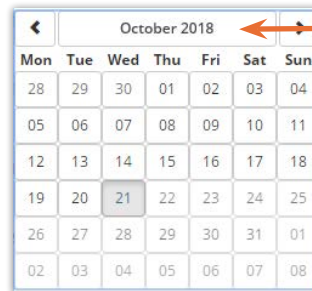 October 2018
Mon Tue Wed Thu Fri Sat Sun
28 29 30 01 02 03 04
05 06 07 08 09 10 11
12 13 14 15 16 17 18
19 20 21 22 23 24 25
26 27 28 29 30 31 01
02 03 04 05 06 07 08